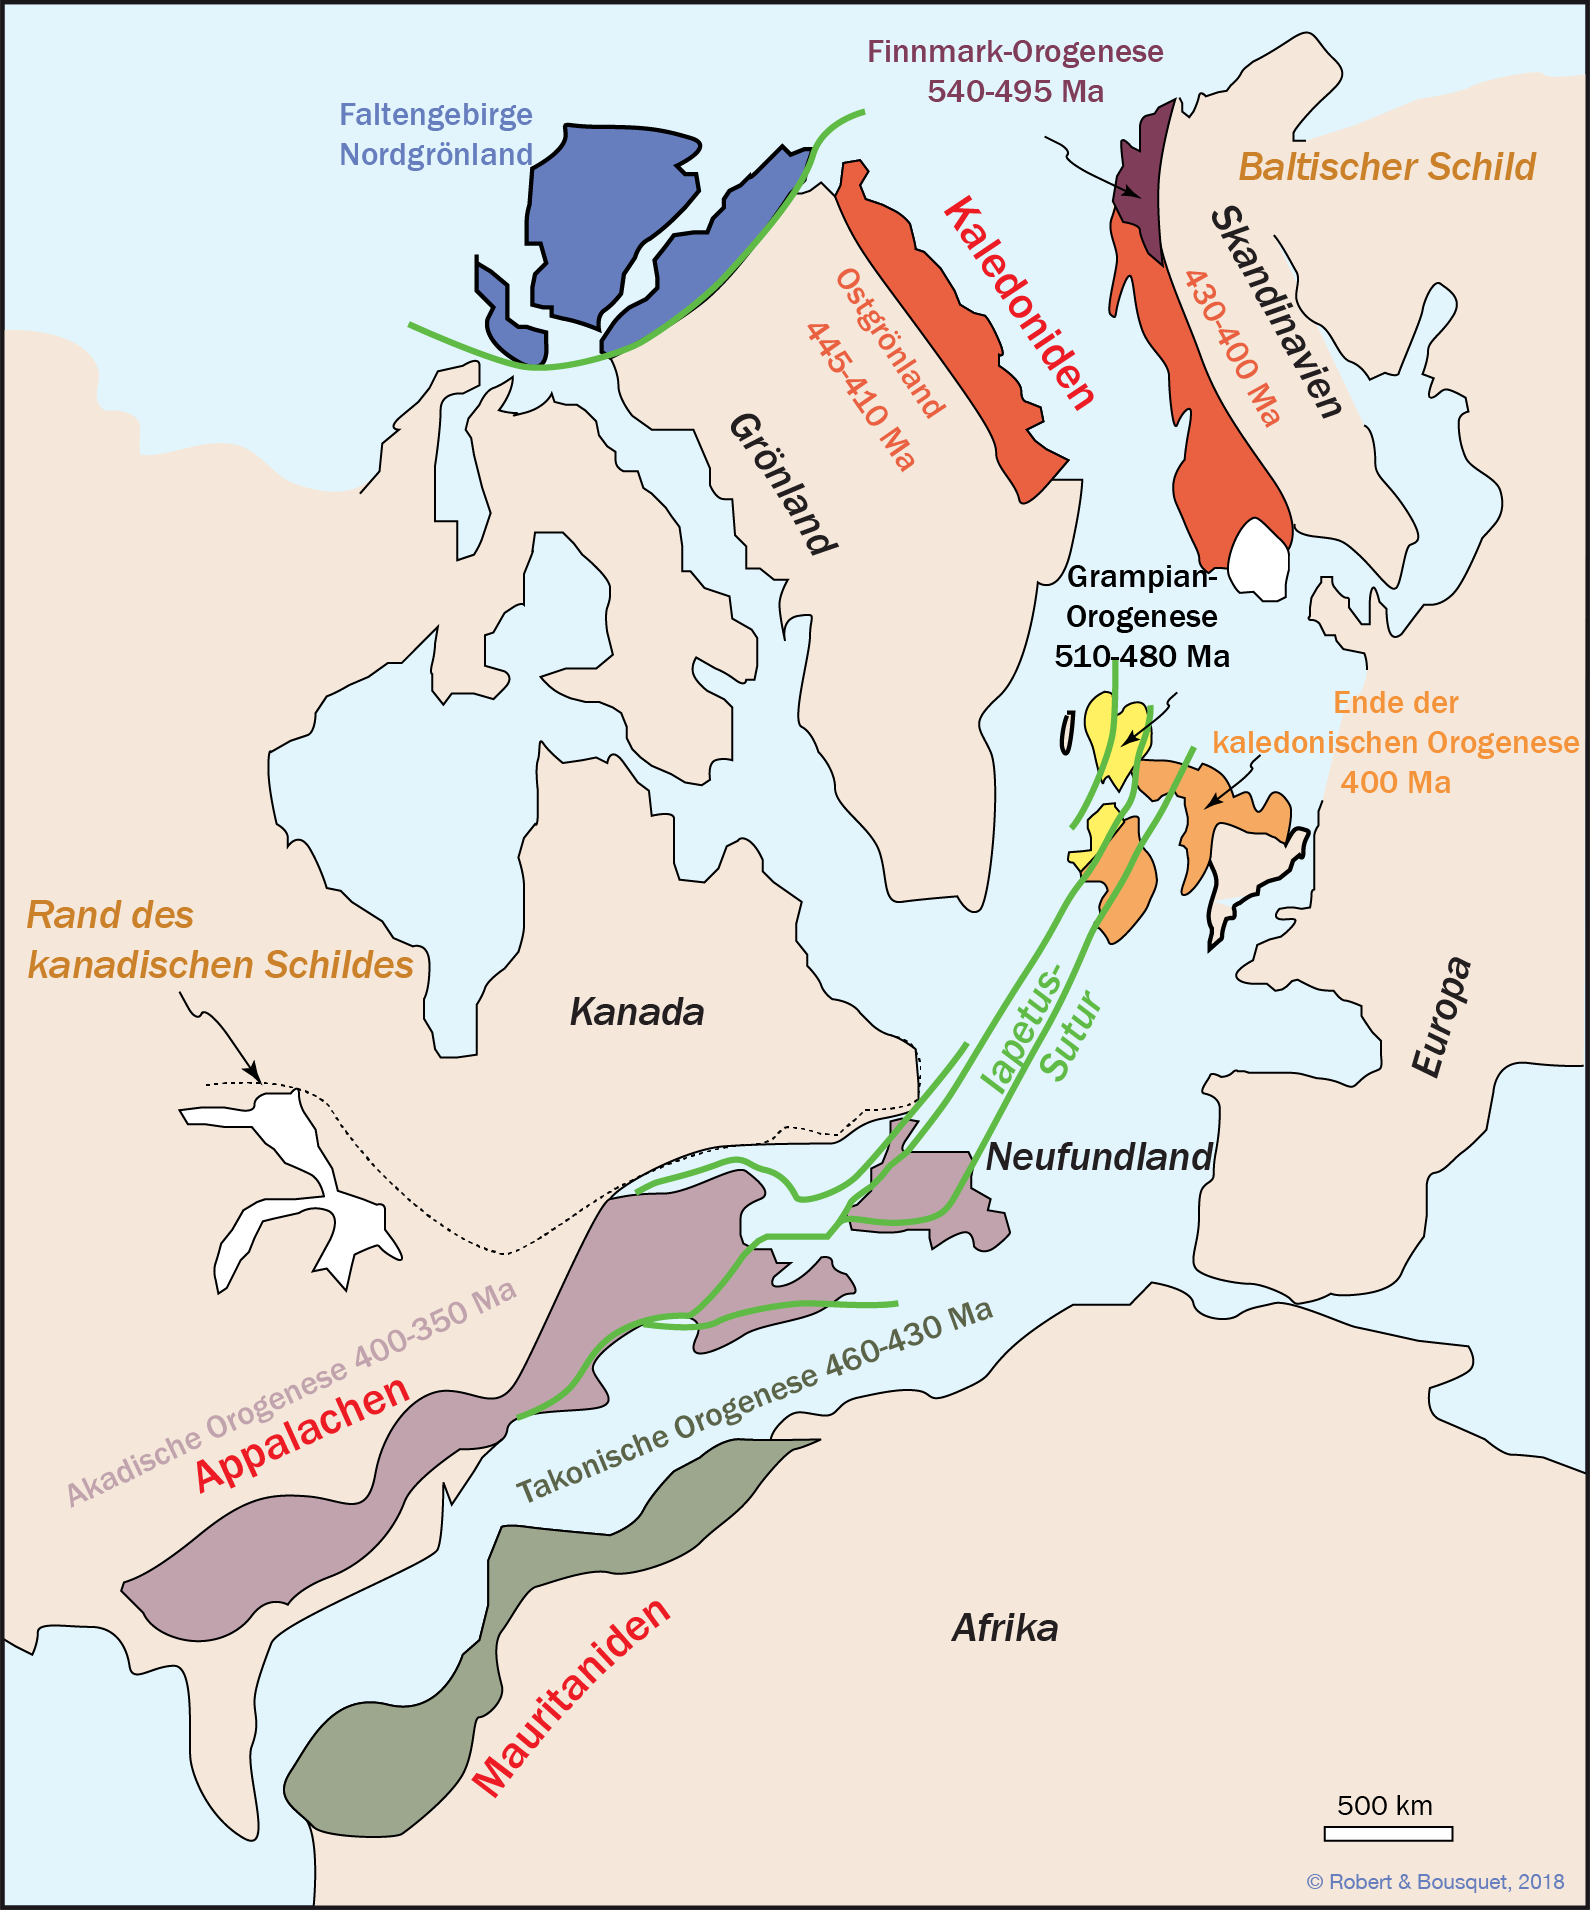 Finnmark-Orogenese
540-495 Ma
Faltengebirge
Nordgrönland
Baltischer Schild
Kaledoniden
Skandinavien
Ostgrönland
445-410 Ma
430-400 Ma
Grönland
Grampian-
Orogenese
510-480 Ma
Ende der
kaledonischen Orogenese
400 Ma
Rand des
kanadischen Schildes
Kanada
Iapetus-
Sutur
Europa
Neufundland
Akadische Orogenese 400-350 Ma
Appalachen
Takonische Orogenese 460-430 Ma
Mauritaniden
Afrika
500 km
© Robert & Bousquet, 2018